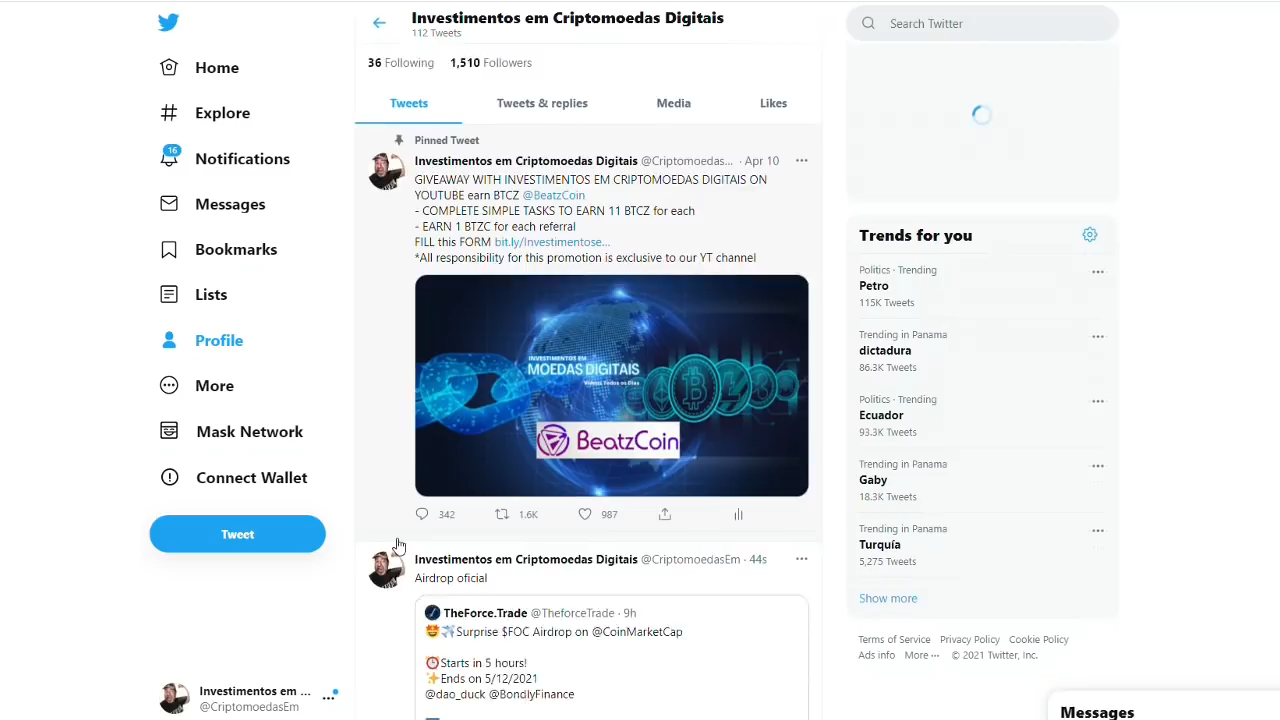 Home
Explore
16
Notifications
Messages
Bookmarks
Lists
Profile
More
Mask Network
Connect Wallet
Tweet
Investimentos em ...
@CriptomoedasEm
Investimentos em Criptomoedas Digitais
112 Tweets
36 Following 1,510 Followers
Tweets Tweets & replies Media Likes
Pinned Tweet
Investimentos em Criptomoedas Digitais @Criptomoedas... · Apr 10
GIVEAWAY WITH INVESTIMENTOS EM CRIPTOMOEDAS DIGITAIS ON
YOUTUBE earn BTCZ @BeatzCoin
- COMPLETE SIMPLE TASKS TO EARN 11 BTCZ for each
- EARN 1 BTZC for each referral
FILL this FORM bit.ly/Investimentose...
*All responsibility for this promotion is exclusive to our YT channel
INVESTIMENTOS EM
MOEDAS DIGITAIS
Vídeos Todos os Dias
BeatzCoin
342 1.6K 987
Investimentos em Criptomoedas Digitais @CriptomoedasEm · 44s
Airdrop oficial
TheForce.Trade @TheforceTrade · 9h
🤩✈️Surprise $FOC Airdrop on @CoinMarketCap
⏰Starts in 5 hours!
✨Ends on 5/12/2021
@dao_duck @BondlyFinance
Search Twitter
Trends for you
Politics · Trending
Petro
115K Tweets
Trending in Panama
dictadura
86.3K Tweets
Politics · Trending
Ecuador
93.3K Tweets
Trending in Panama
Gaby
18.3K Tweets
Trending in Panama
Turquía
5,275 Tweets
Show more
Terms of Service Privacy Policy Cookie Policy
Ads info More ··· © 2021 Twitter, Inc.
Messages